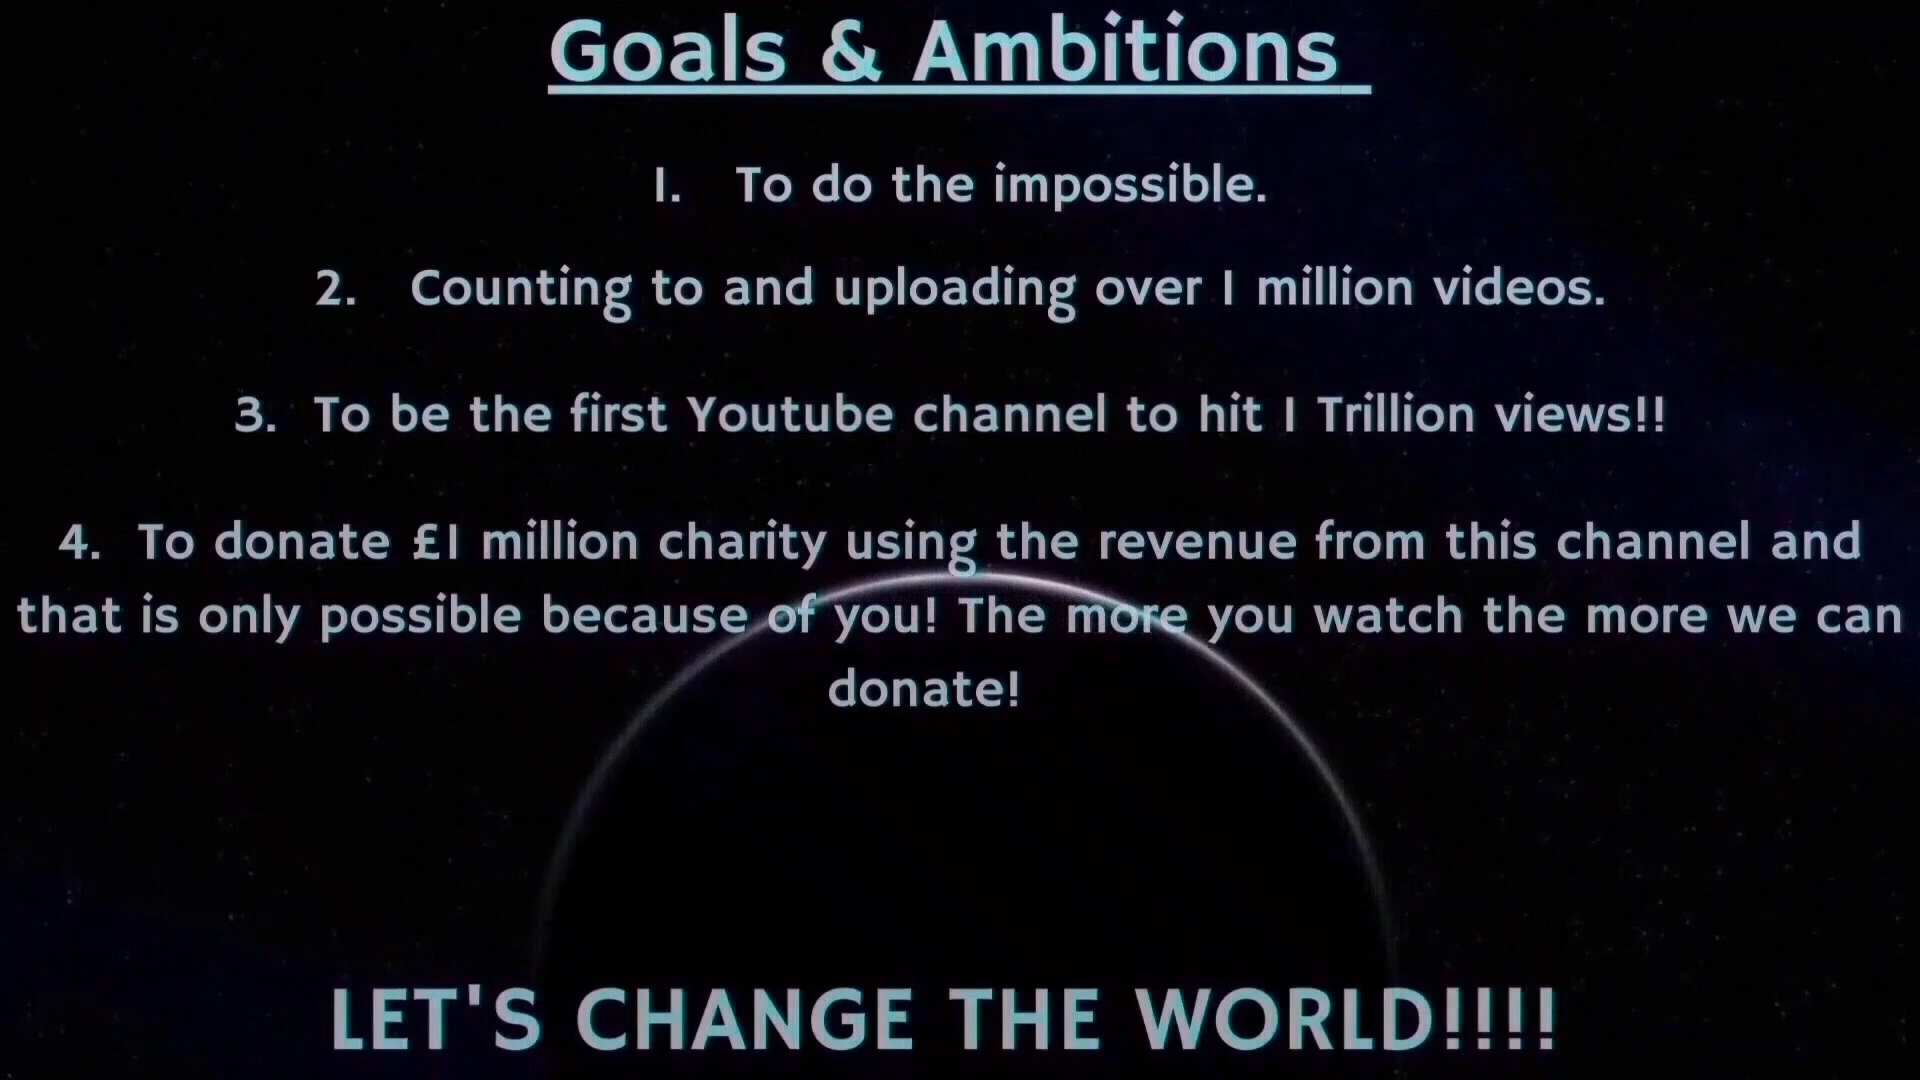 Goals & Ambitions
1. To do the impossible.
2. Counting to and uploading over 1 million videos.
3. To be the first Youtube channel to hit 1 Trillion views!!
4. To donate £1 million charity using the revenue from this channel and
that is only possible because of you! The more you watch the more we can
donate!
LET'S CHANGE THE WORLD!!!!